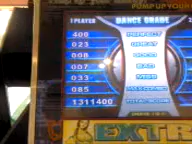 PUMP UP YOUR
1 PLAYER DANCE GRADE
408 PERFECT
023 GREAT
008 GOOD
007 BAD
033 MISS
085 MAX COMBO
1311400 TOTAL SCORE
EXTR